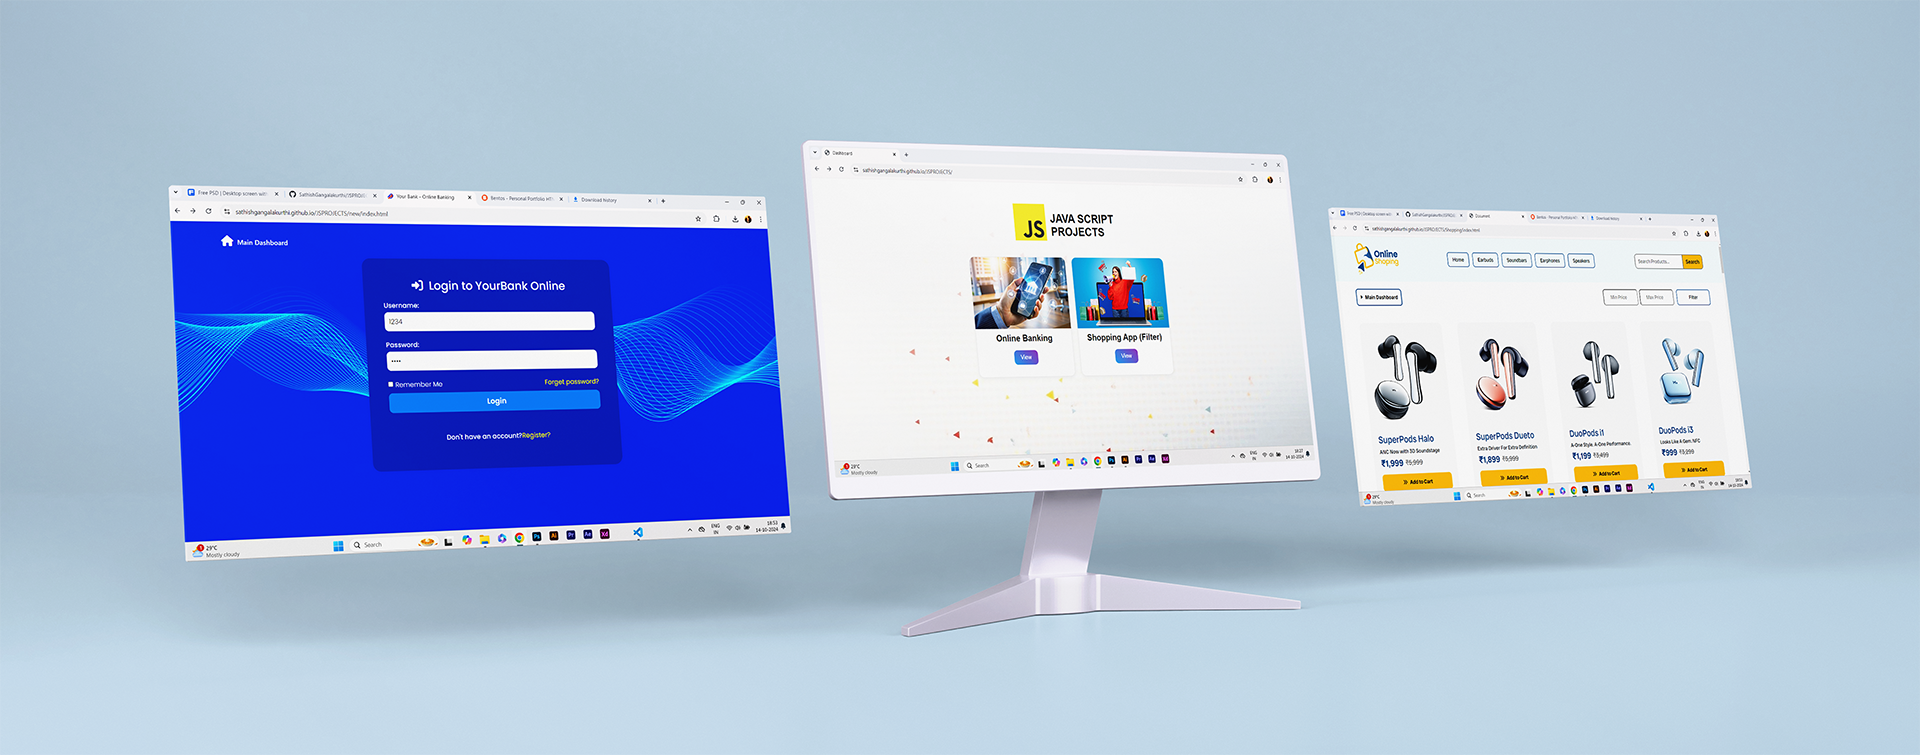 Free PSD | Desktop screen with
SathishGangalakurthi/JSPROJE
Your Bank - Online Banking
Bentos - Personal Portfolio HT
Download history
sathishgangalakurthi.github.io/JSPROJECTS/new/index.html
Main Dashboard
Login to YourBank Online
Username:
1234
Password:
Remember Me
Forget password?
Login
Don't have an account?Register?
29°C
Mostly cloudy
Search
ENG
IN
18:53
14-10-2024
Dashboard
sathishgangalakurthi.github.io/JSPROJECTS/
JS
JAVA SCRIPT
PROJECTS
Online Banking
View
Shopping App (Filter)
View
29°C
Mostly cloudy
Search
ENG
IN
14-10-2024
Free PSD | Desktop screen with
SathishGangalakurthi/JSPROJE
Document
Bentos - Personal Portfolio HT
Download history
sathishgangalakurthi.github.io/JSPROJECTS/Shopping/index.html
Online
Shoping
Home
Earbuds
Soundbars
Earphones
Speakers
Search Products...
Search
Main Dashboard
Min Price
Max Price
Filter
SuperPods Halo
ANC Now with 3D Soundstage
₹1,999 ₹5,999
Add to Cart
SuperPods Dueto
Extra Driver For Extra Definition
₹1,899 ₹5,999
Add to Cart
DuoPods i1
A-One Style. A-One Performance.
₹1,199 ₹3,499
Add to Cart
DuoPods i3
Looks Like A Gem. NFC
₹999 ₹3,299
Add to Cart
29°C
Mostly cloudy
Search
ENG
IN
14-10-2024